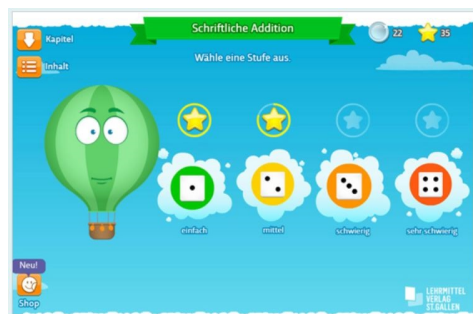 Schriftliche Addition
22
35
Kapitel
Wähle eine Stufe aus.
Inhalt
einfach
mittel
schwierig
sehr schwierig
Neu!
Shop
LEHRMITTEL
VERLAG
ST.GALLEN